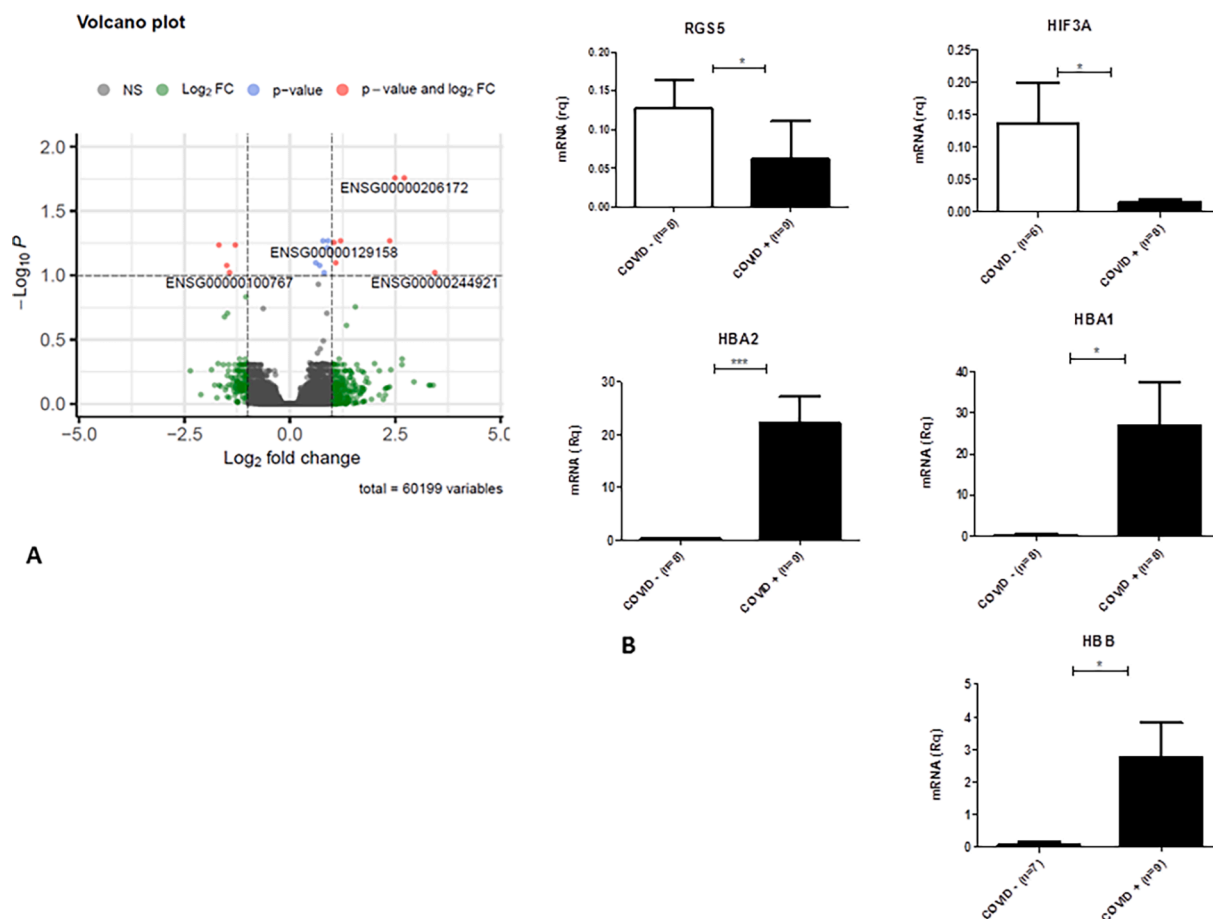 Volcano plot
NS Log2 FC p−value p − value and log2 FC
−Log10 P
2.0
1.5
1.0
0.5
0.0
ENSG00000206172
ENSG00000129158
ENSG00000100767
ENSG00000244921
−5.0 −2.5 0.0 2.5 5.0
Log2 fold change
total = 60199 variables
A
RGS5
mRNA (rq)
0.20
0.15
0.10
0.05
0.00
*
COVID - (n=8)
COVID + (n=9)
HIF3A
mRNA (rq)
0.25
0.20
0.15
0.10
0.05
0.00
*
COVID - (n=6)
COVID + (n=8)
HBA2
mRNA (Rq)
30
20
10
0
***
COVID - (n=8)
COVID + (n=9)
HBA1
mRNA (Rq)
40
30
20
10
0
*
COVID - (n=8)
COVID + (n=8)
B
HBB
mRNA (Rq)
5
4
3
2
1
0
*
COVID - (n=7)
COVID + (n=9)